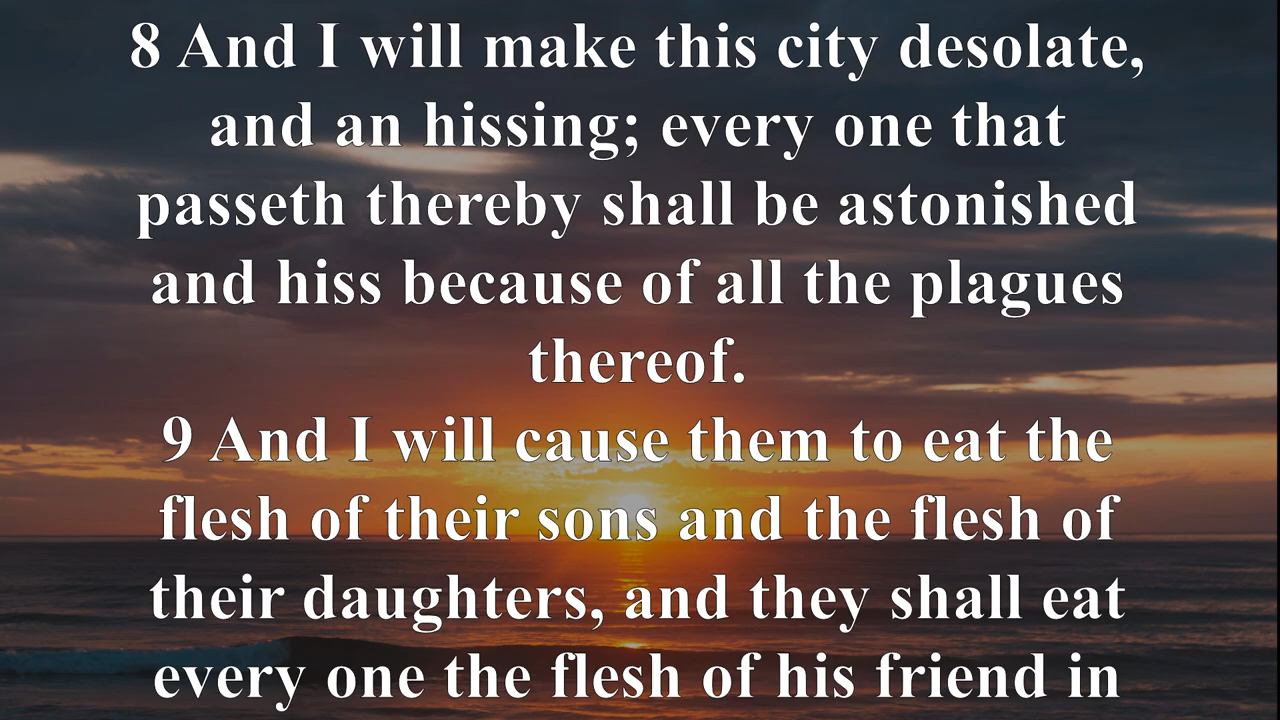 8 And I will make this city desolate,
and an hissing; every one that
passeth thereby shall be astonished
and hiss because of all the plagues
thereof.
9 And I will cause them to eat the
flesh of their sons and the flesh of
their daughters, and they shall eat
every one the flesh of his friend in